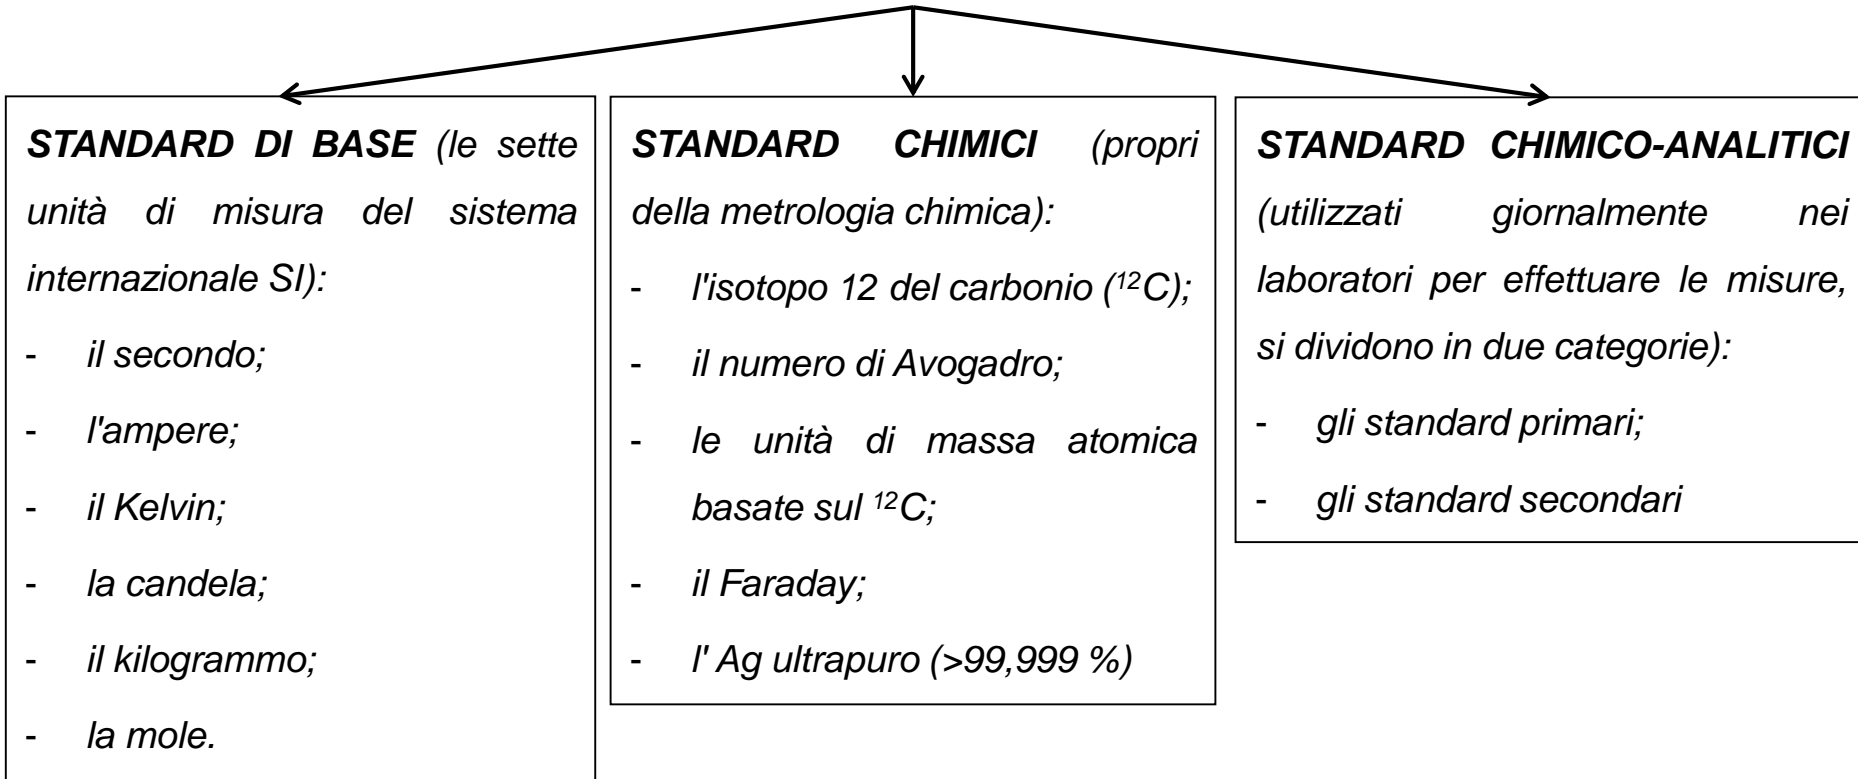 STANDARD DI BASE (le sette
unità di misura del sistema
internazionale SI):
- il secondo;
- l'ampere;
- il Kelvin;
- la candela;
- il kilogrammo;
- la mole.
STANDARD CHIMICI (propri
della metrologia chimica):
- l'isotopo 12 del carbonio (¹²C);
- il numero di Avogadro;
- le unità di massa atomica
basate sul ¹²C;
- il Faraday;
- l' Ag ultrapuro (>99,999 %)
STANDARD CHIMICO-ANALITICI
(utilizzati giornalmente nei
laboratori per effettuare le misure,
si dividono in due categorie):
- gli standard primari;
- gli standard secondari